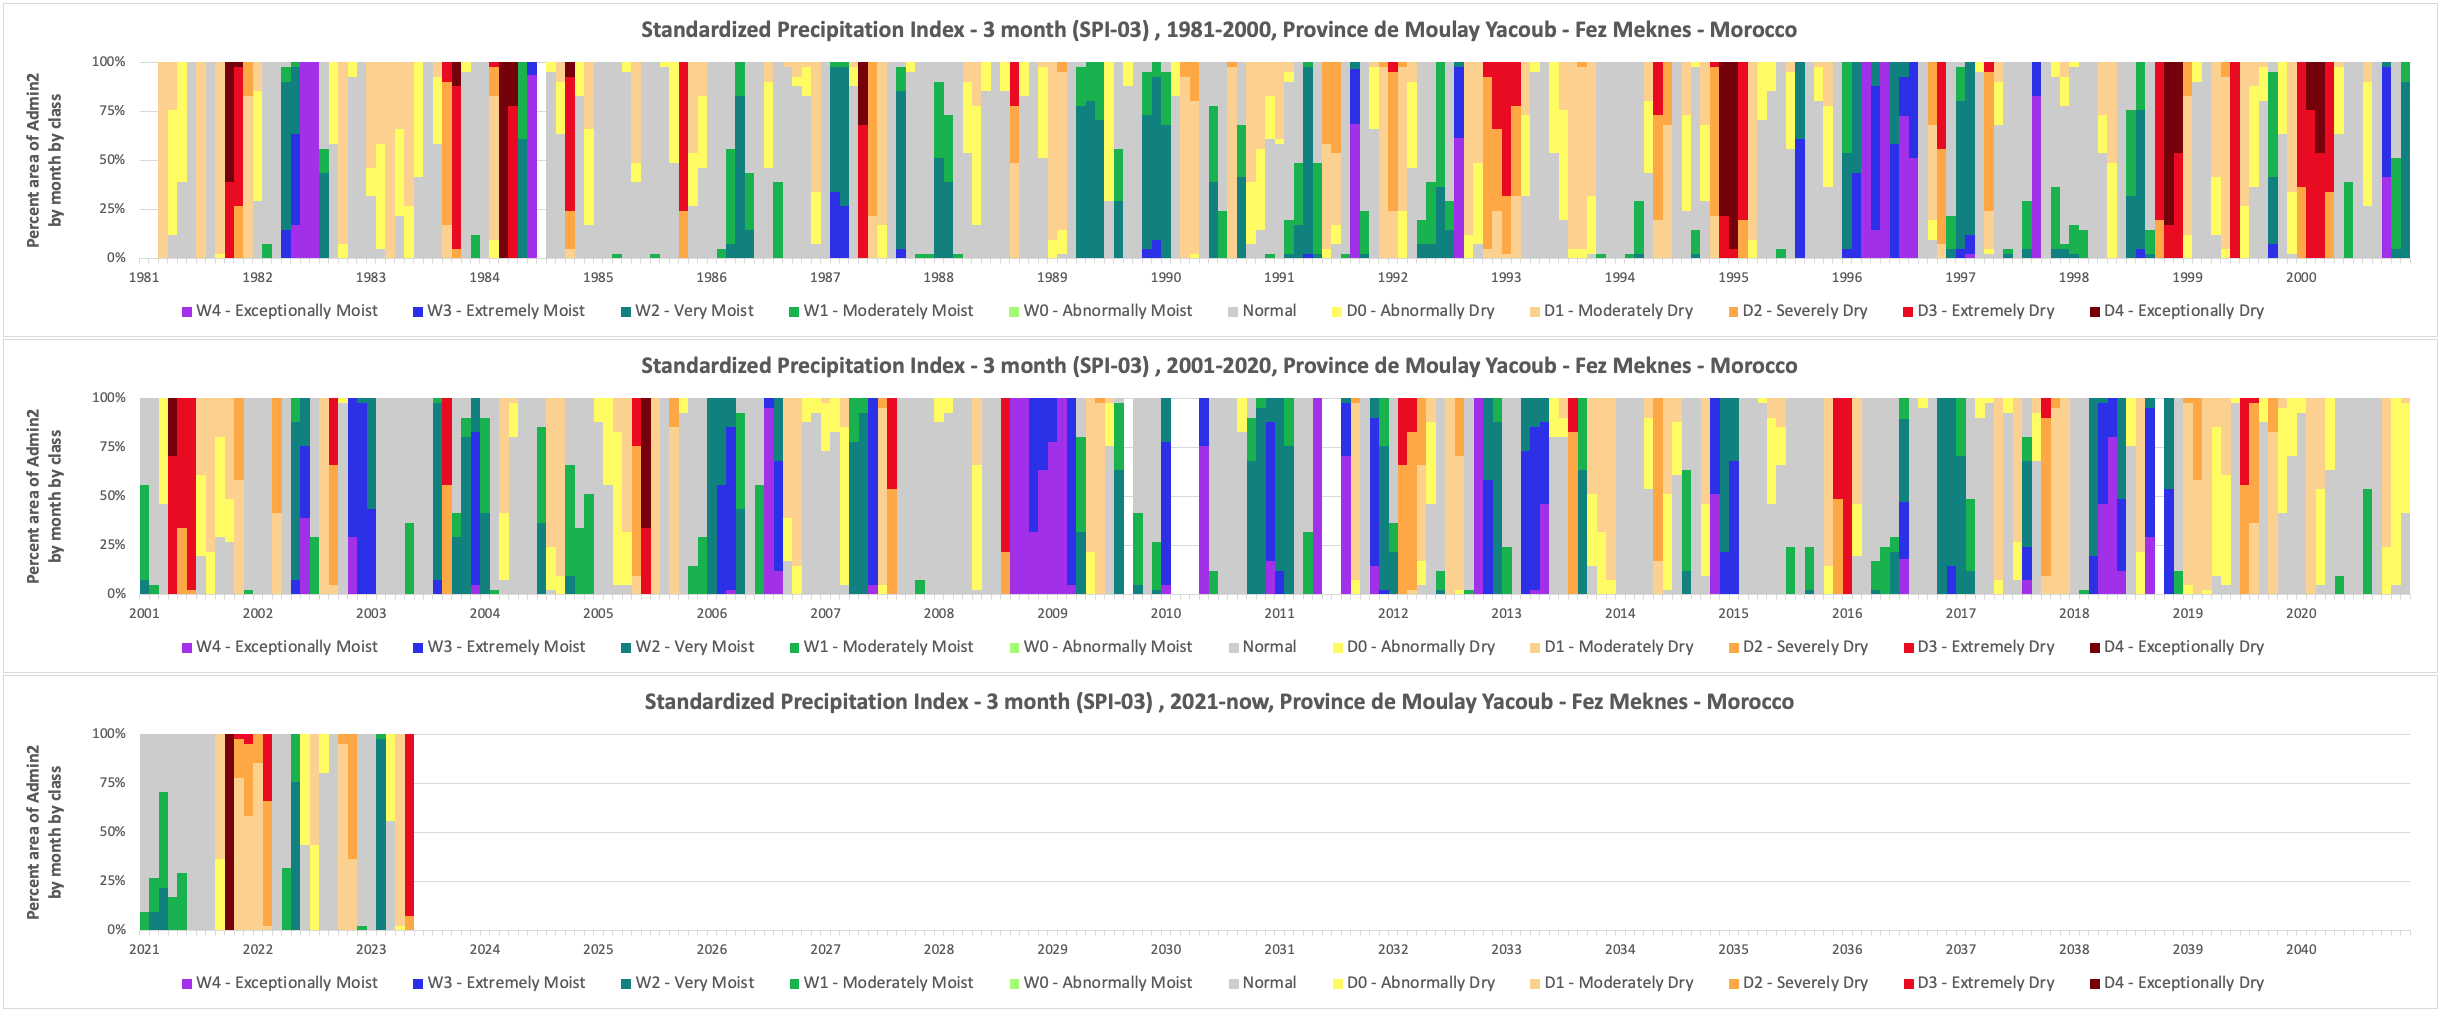 Standardized Precipitation Index - 3 month (SPI-03) , 1981-2000, Province de Moulay Yacoub - Fez Meknes - Morocco
Percent area of Admin2
by month by class
100%
75%
50%
25%
0%
1981 1982 1983 1984 1985 1986 1987 1988 1989 1990 1991 1992 1993 1994 1995 1996 1997 1998 1999 2000
W4 - Exceptionally Moist W3 - Extremely Moist W2 - Very Moist W1 - Moderately Moist W0 - Abnormally Moist Normal D0 - Abnormally Dry D1 - Moderately Dry D2 - Severely Dry D3 - Extremely Dry D4 - Exceptionally Dry
Standardized Precipitation Index - 3 month (SPI-03) , 2001-2020, Province de Moulay Yacoub - Fez Meknes - Morocco
Percent area of Admin2
by month by class
100%
75%
50%
25%
0%
2001 2002 2003 2004 2005 2006 2007 2008 2009 2010 2011 2012 2013 2014 2015 2016 2017 2018 2019 2020
W4 - Exceptionally Moist W3 - Extremely Moist W2 - Very Moist W1 - Moderately Moist W0 - Abnormally Moist Normal D0 - Abnormally Dry D1 - Moderately Dry D2 - Severely Dry D3 - Extremely Dry D4 - Exceptionally Dry
Standardized Precipitation Index - 3 month (SPI-03) , 2021-now, Province de Moulay Yacoub - Fez Meknes - Morocco
Percent area of Admin2
by month by class
100%
75%
50%
25%
0%
2021 2022 2023 2024 2025 2026 2027 2028 2029 2030 2031 2032 2033 2034 2035 2036 2037 2038 2039 2040
W4 - Exceptionally Moist W3 - Extremely Moist W2 - Very Moist W1 - Moderately Moist W0 - Abnormally Moist Normal D0 - Abnormally Dry D1 - Moderately Dry D2 - Severely Dry D3 - Extremely Dry D4 - Exceptionally Dry